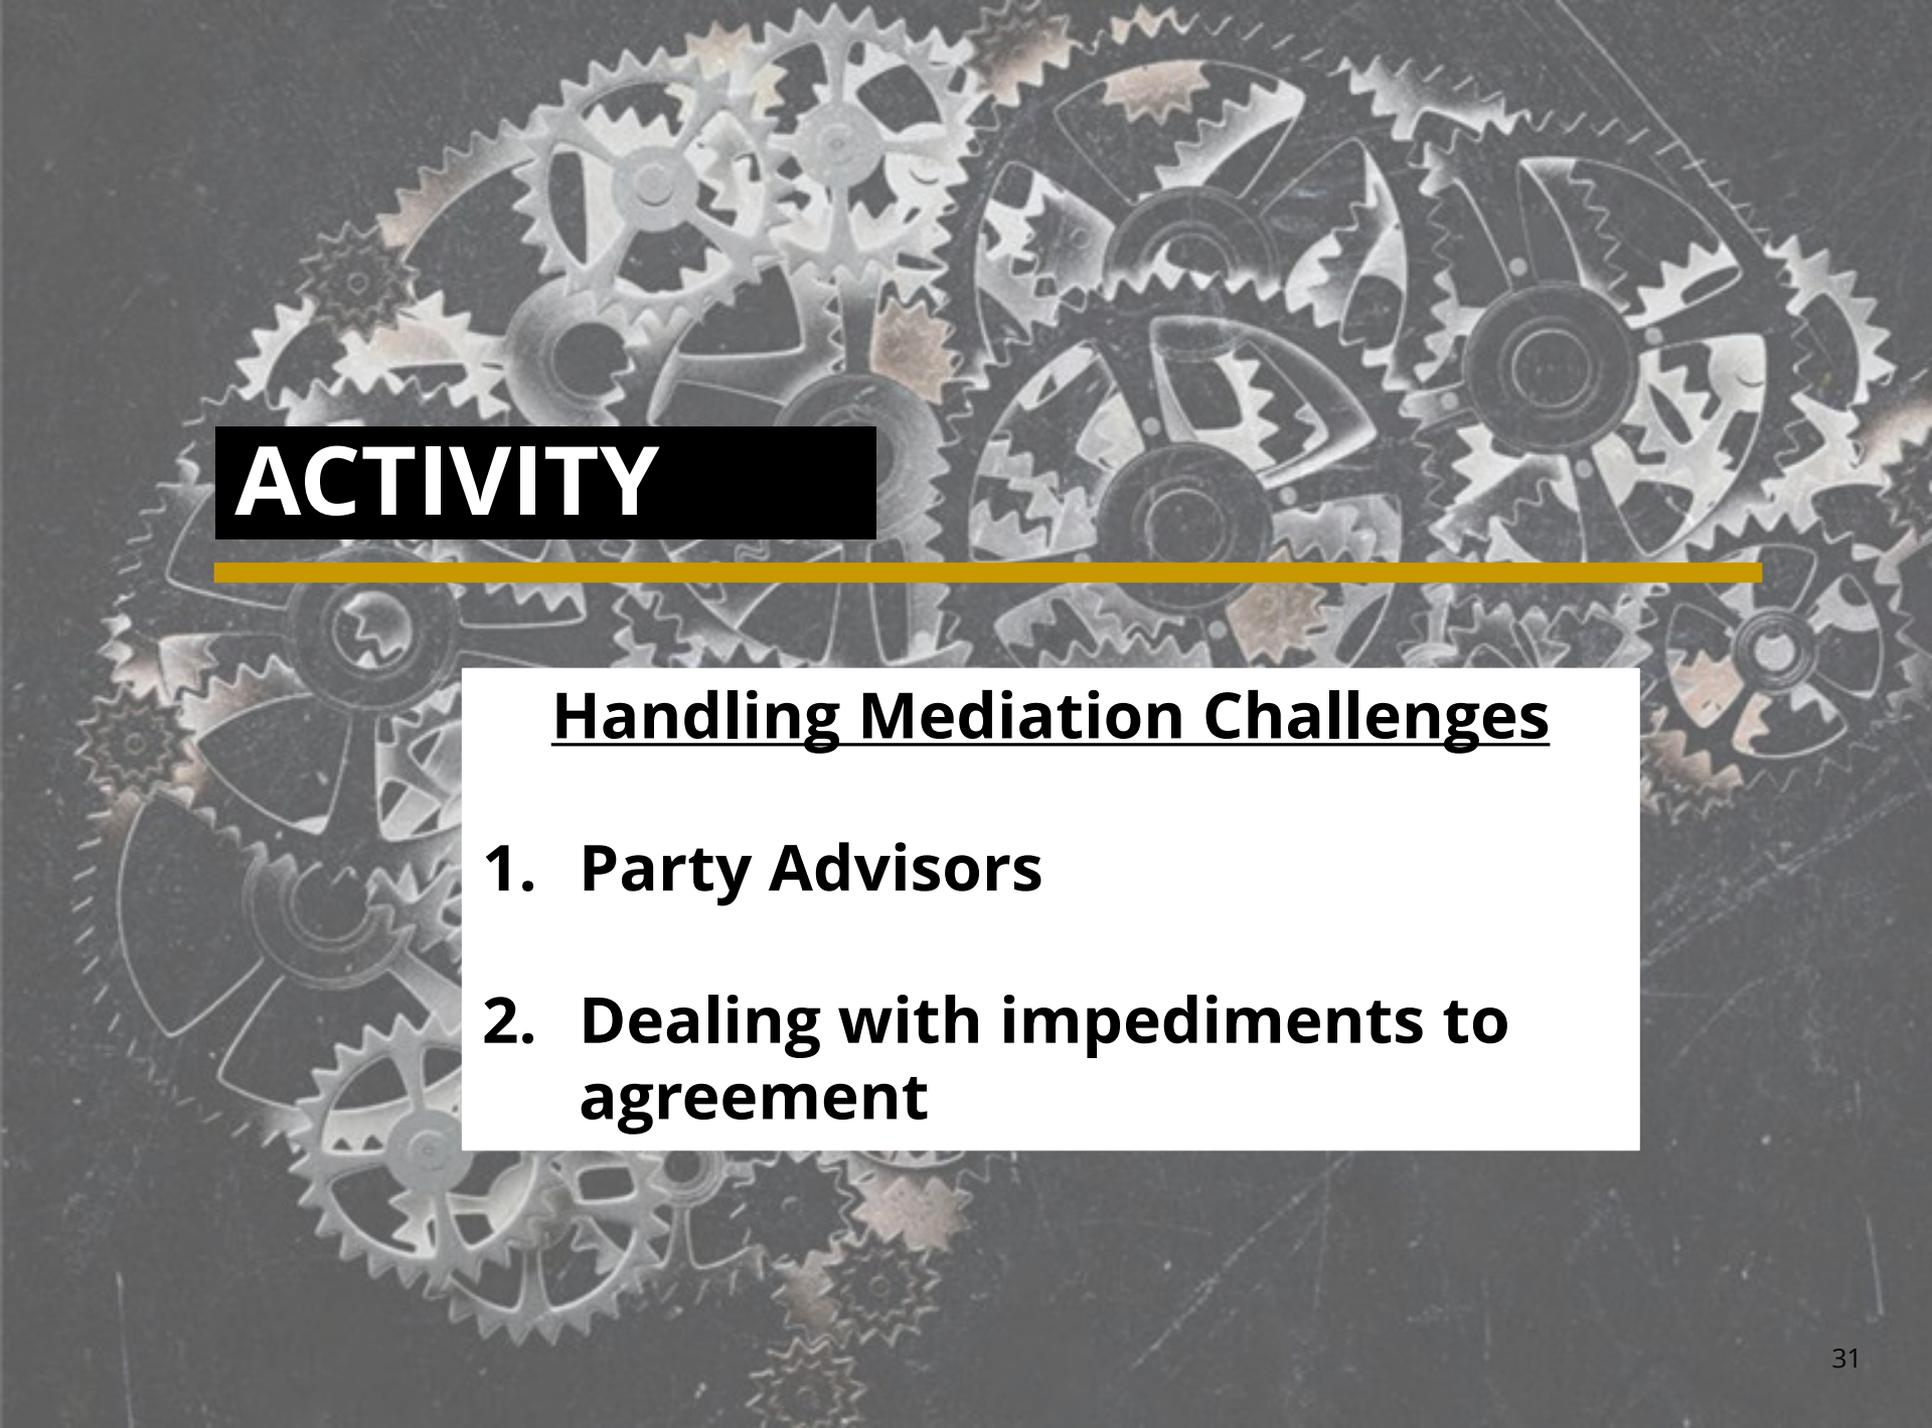 ACTIVITY
Handling Mediation Challenges
1. Party Advisors
2. Dealing with impediments to
agreement
31